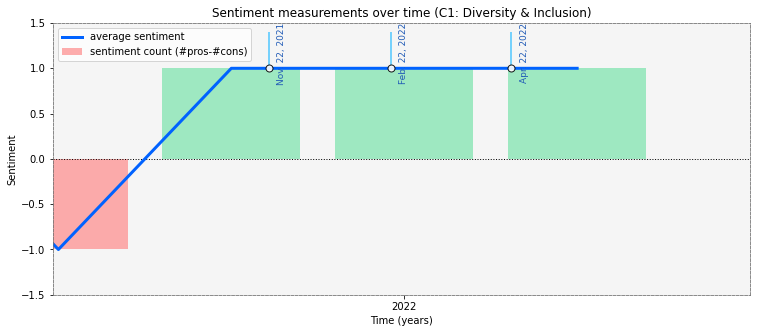 Sentiment measurements over time (C1: Diversity & Inclusion)
average sentiment
sentiment count (#pros-#cons)
1.5
1.0
0.5
0.0
−0.5
−1.0
−1.5
Sentiment
Nov 22, 2021
Feb 22, 2022
Apr 22, 2022
2022
Time (years)